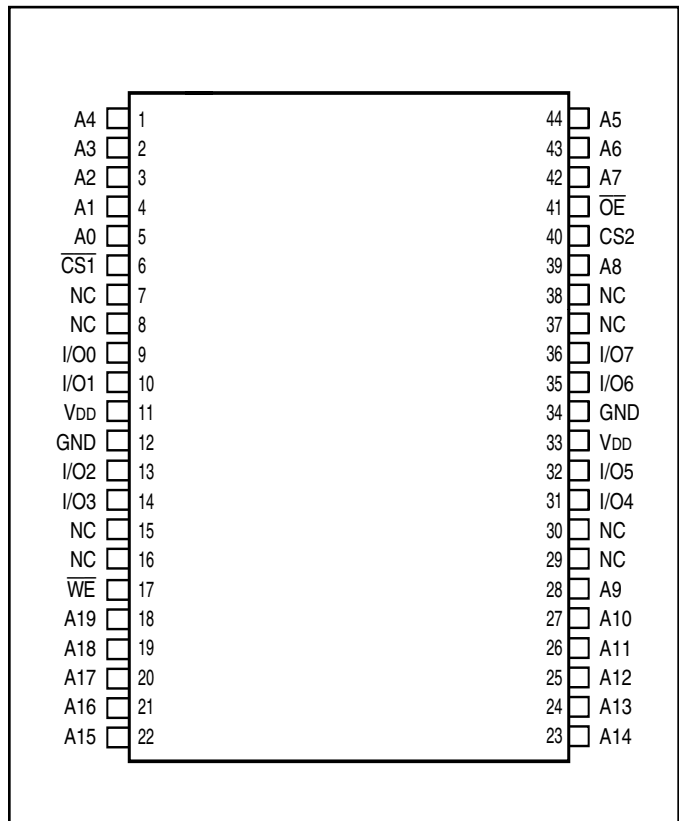 A4 1 44 A5
A3 2 43 A6
A2 3 42 A7
A1 4 41 O̅E̅
A0 5 40 CS2
C̅S̅1̅ 6 39 A8
NC 7 38 NC
NC 8 37 NC
I/O0 9 36 I/O7
I/O1 10 35 I/O6
VDD 11 34 GND
GND 12 33 VDD
I/O2 13 32 I/O5
I/O3 14 31 I/O4
NC 15 30 NC
NC 16 29 NC
W̅E̅ 17 28 A9
A19 18 27 A10
A18 19 26 A11
A17 20 25 A12
A16 21 24 A13
A15 22 23 A14